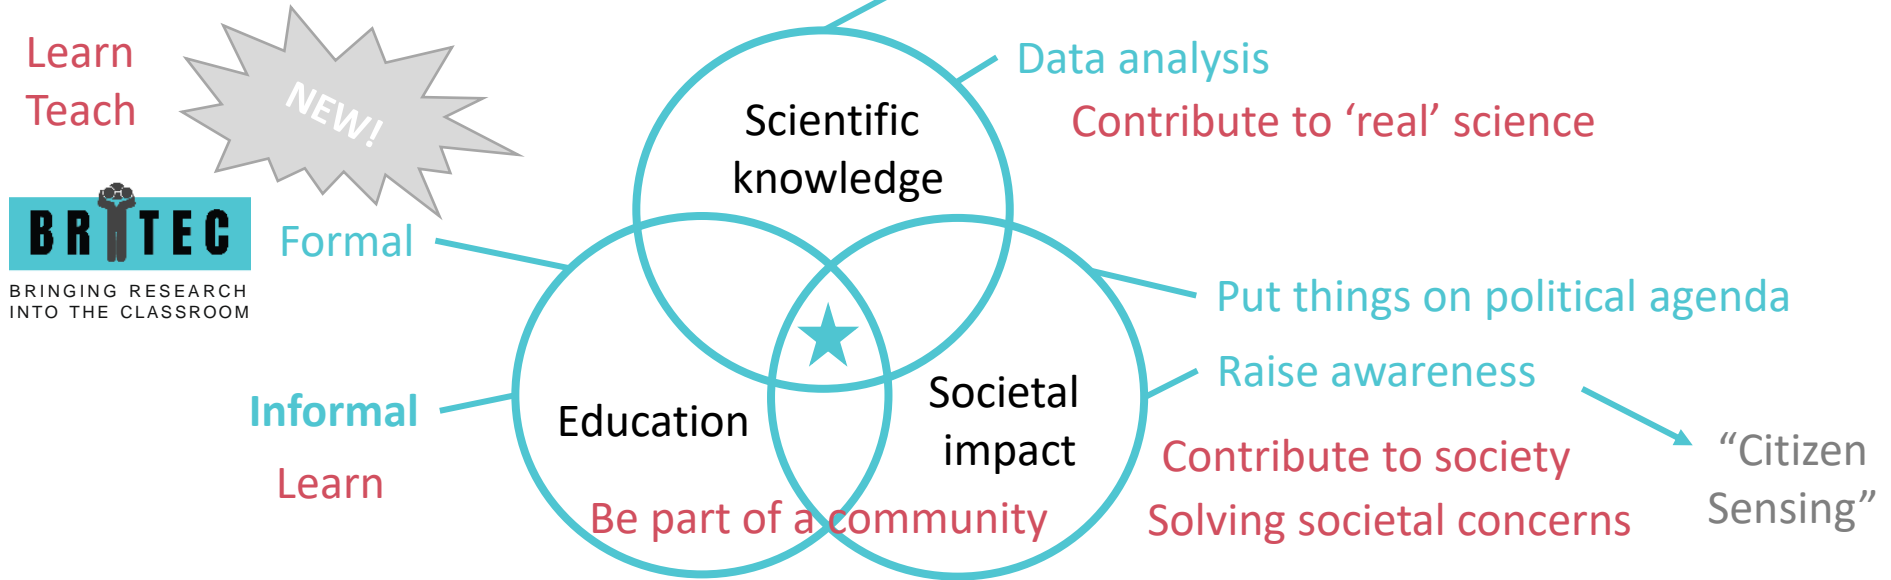 Learn
Teach
NEW!
Data analysis
Contribute to ‘real’ science
Scientific
knowledge
BRITEC
BRINGING RESEARCH
INTO THE CLASSROOM
Formal
Put things on political agenda
Raise awareness
Informal
Learn
Education
Societal
impact
Be part of a community
Contribute to society
Solving societal concerns
“Citizen
Sensing”